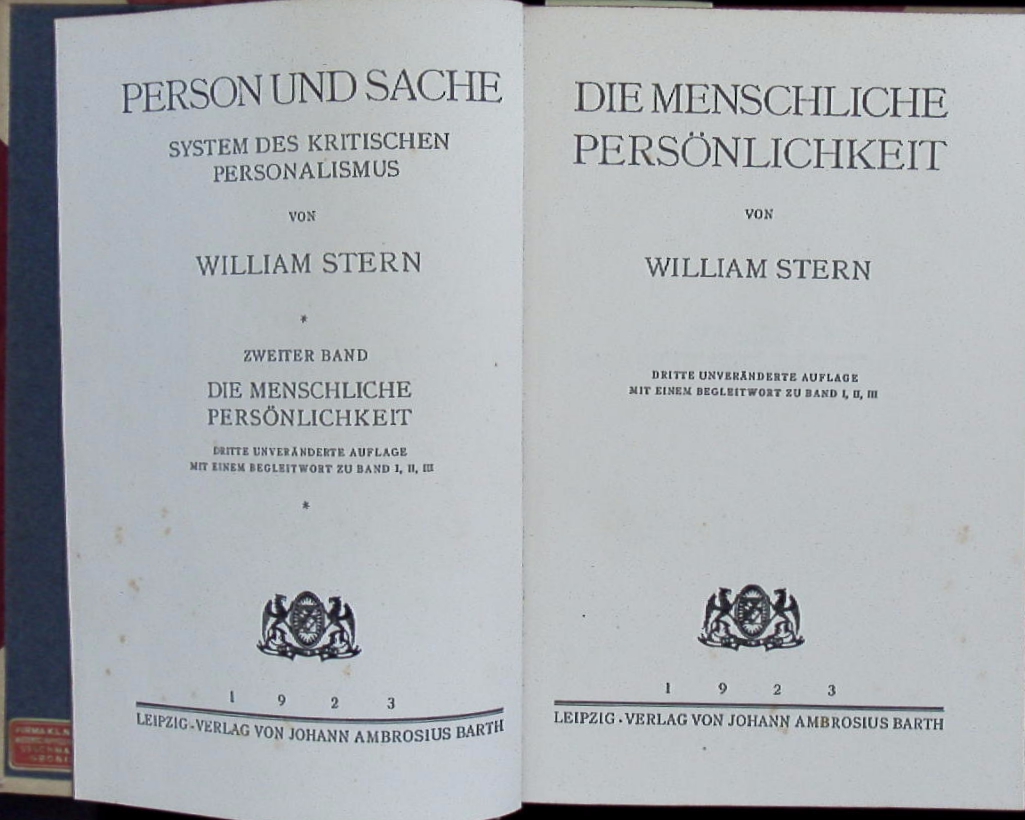 PERSON UND SACHE
SYSTEM DES KRITISCHEN
PERSONALISMUS
VON
WILLIAM STERN
*
ZWEITER BAND
DIE MENSCHLICHE
PERSÖNLICHKEIT
DRITTE UNVERÄNDERTE AUFLAGE
MIT EINEM BEGLEITWORT ZU BAND I, II, III
*
1 9 2 3
LEIPZIG · VERLAG VON JOHANN AMBROSIUS BARTH
DIE MENSCHLICHE
PERSÖNLICHKEIT
VON
WILLIAM STERN
DRITTE UNVERÄNDERTE AUFLAGE
MIT EINEM BEGLEITWORT ZU BAND I, II, III
1 9 2 3
LEIPZIG · VERLAG VON JOHANN AMBROSIUS BARTH